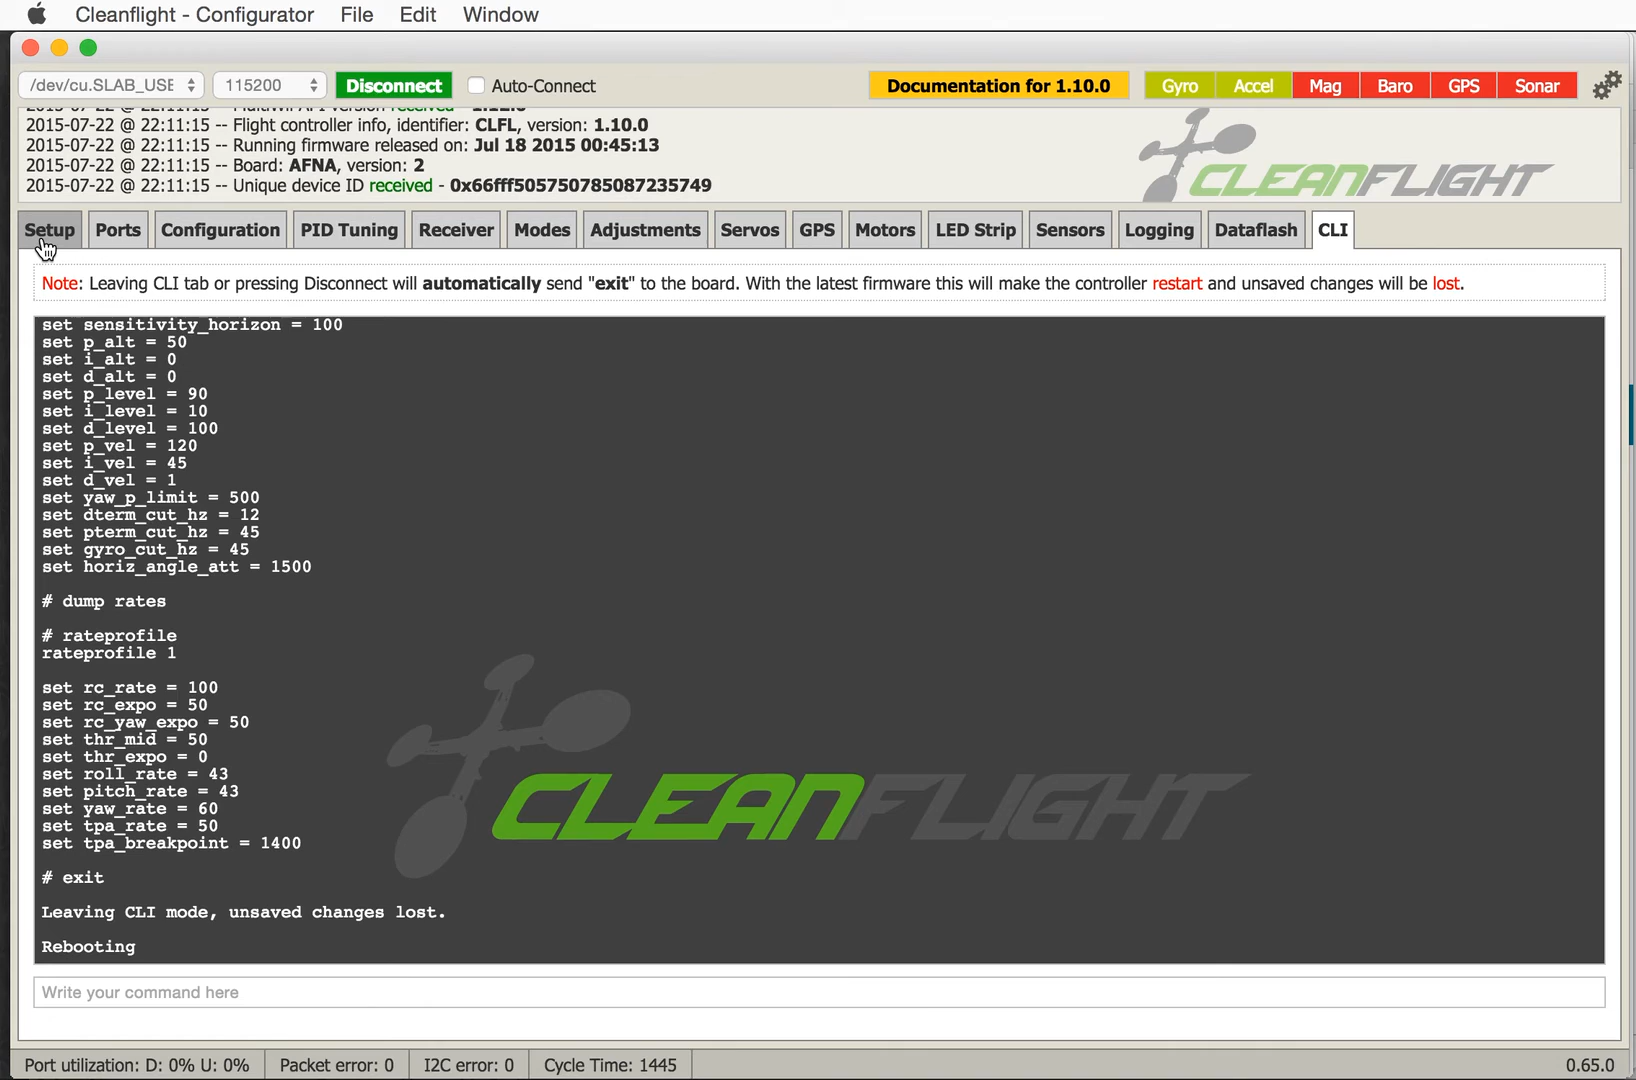 Cleanflight - Configurator File Edit Window
/dev/cu.SLAB_USE 115200 Disconnect Auto-Connect Documentation for 1.10.0 Gyro Accel Mag Baro GPS Sonar
2015-07-22 @ 22:11:15 -- Flight controller info, identifier: CLFL, version: 1.10.0
2015-07-22 @ 22:11:15 -- Running firmware released on: Jul 18 2015 00:45:13
2015-07-22 @ 22:11:15 -- Board: AFNA, version: 2
2015-07-22 @ 22:11:15 -- Unique device ID received - 0x66fff505750785087235749
CLEANFLIGHT
Setup Ports Configuration PID Tuning Receiver Modes Adjustments Servos GPS Motors LED Strip Sensors Logging Dataflash CLI
Note: Leaving CLI tab or pressing Disconnect will automatically send "exit" to the board. With the latest firmware this will make the controller restart and unsaved changes will be lost.
set sensitivity_horizon = 100
set p_alt = 50
set i_alt = 0
set d_alt = 0
set p_level = 90
set i_level = 10
set d_level = 100
set p_vel = 120
set i_vel = 45
set d_vel = 1
set yaw_p_limit = 500
set dterm_cut_hz = 12
set pterm_cut_hz = 45
set gyro_cut_hz = 45
set horiz_angle_att = 1500
# dump rates
# rateprofile
rateprofile 1
set rc_rate = 100
set rc_expo = 50
set rc_yaw_expo = 50
set thr_mid = 50
set thr_expo = 0
set roll_rate = 43
set pitch_rate = 43
set yaw_rate = 60
set tpa_rate = 50
set tpa_breakpoint = 1400
# exit
Leaving CLI mode, unsaved changes lost.
Rebooting
CLEANFLIGHT
Write your command here
Port utilization: D: 0% U: 0% Packet error: 0 I2C error: 0 Cycle Time: 1445 0.65.0